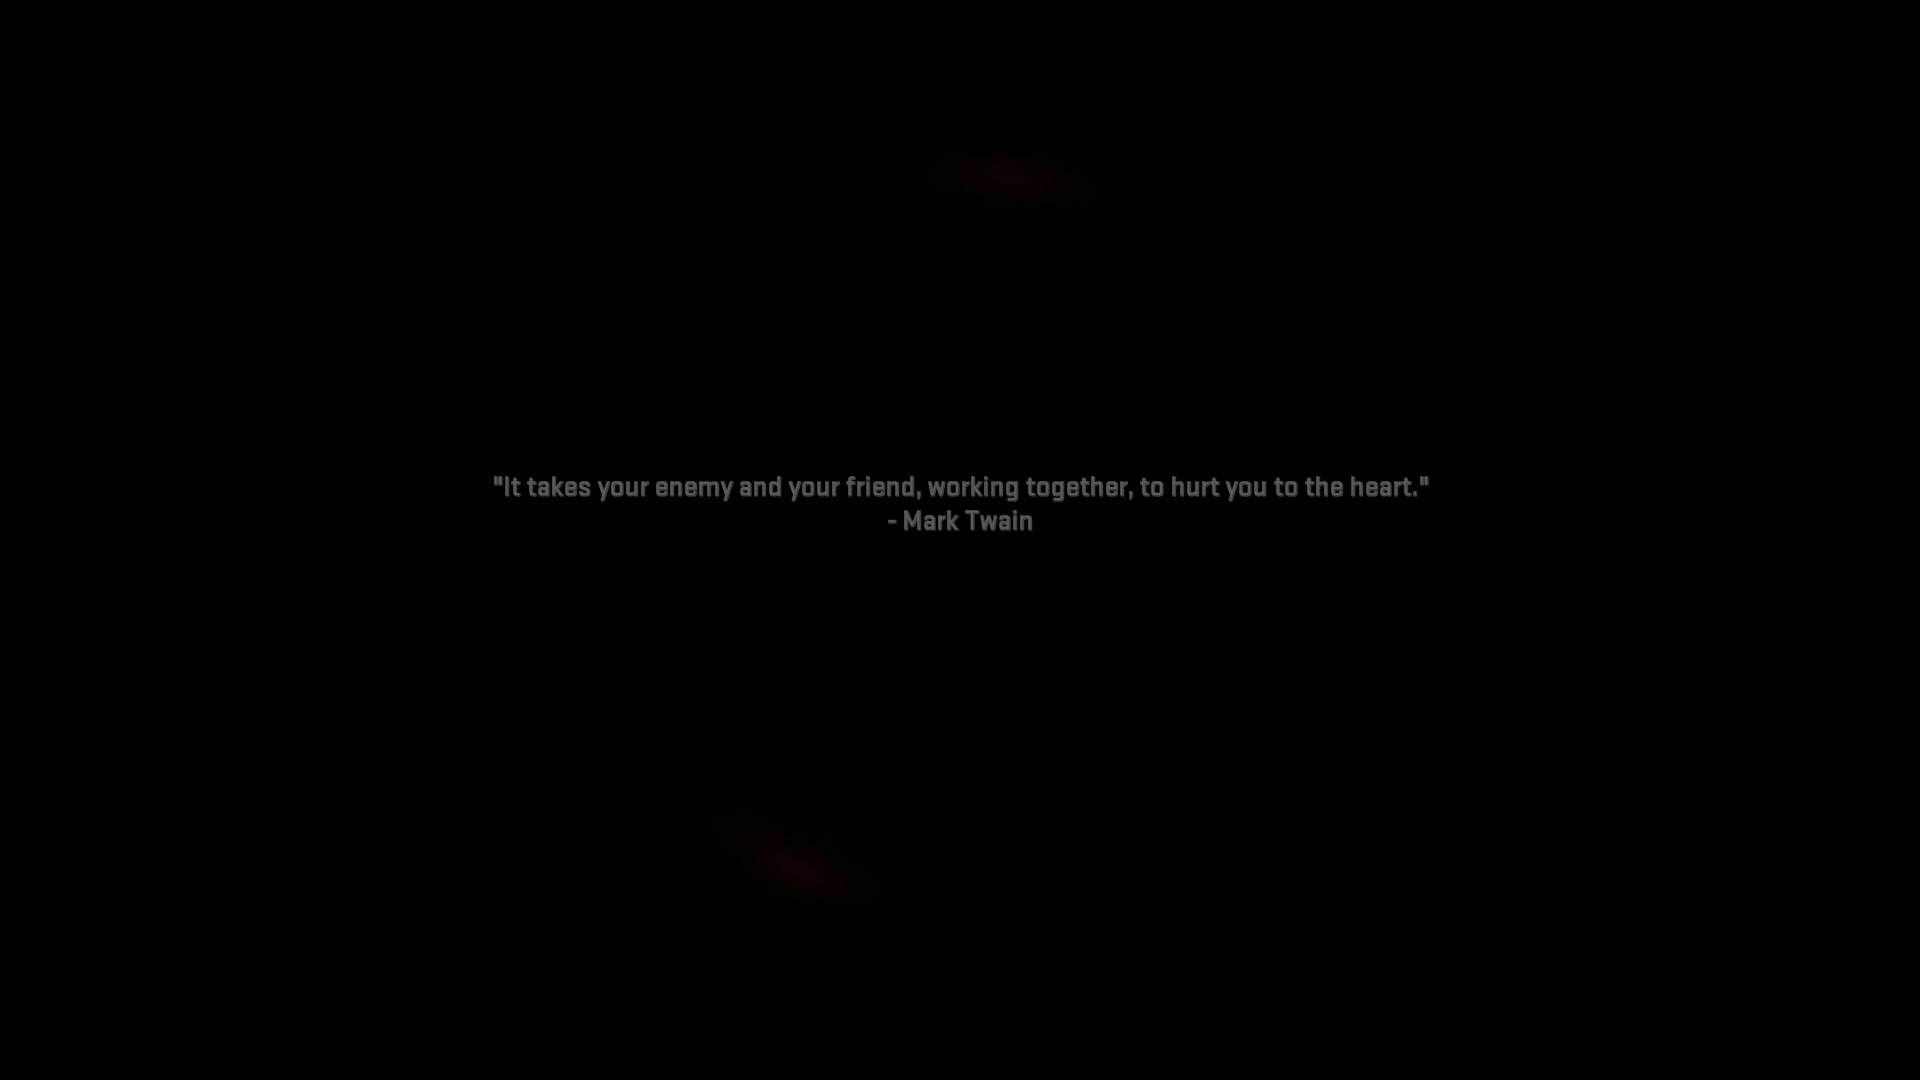 "It takes your enemy and your friend, working together, to hurt you to the heart."
- Mark Twain